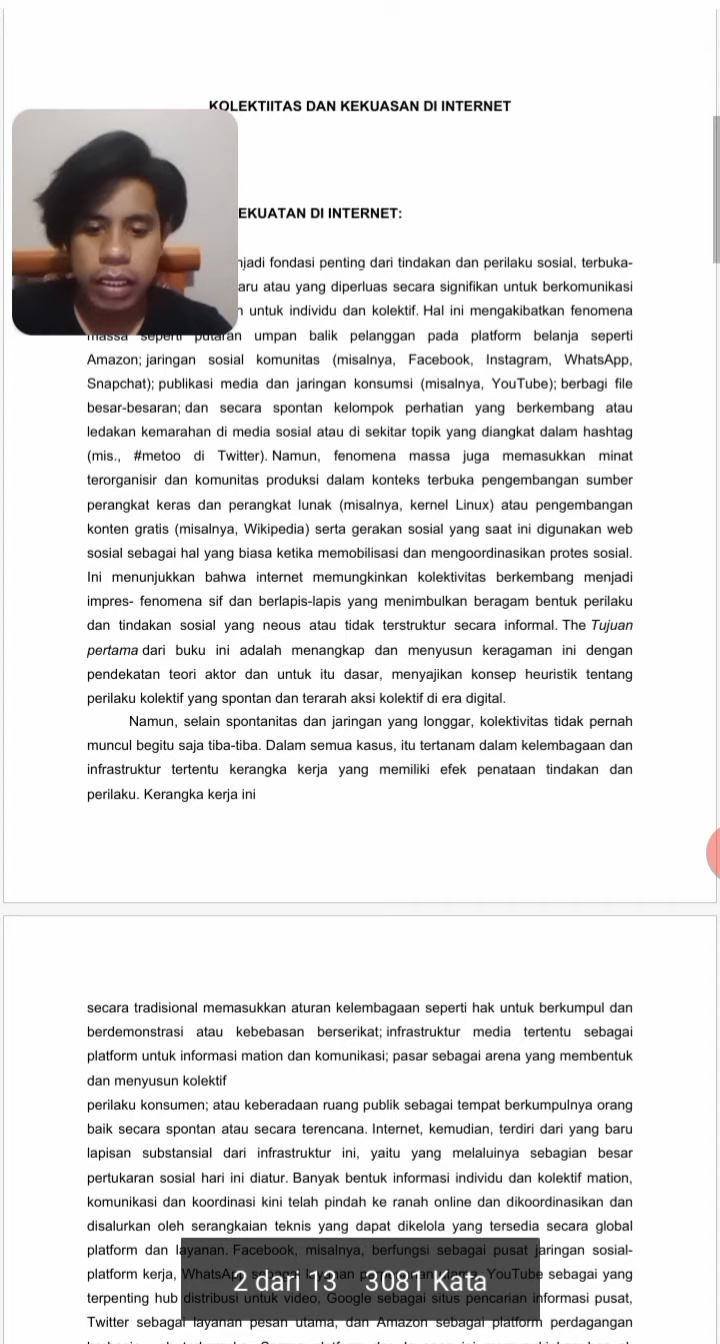 KOLEKTIITAS DAN KEKUASAN DI INTERNET
EKUATAN DI INTERNET:
njadi fondasi penting dari tindakan dan perilaku sosial, terbuka-
aru atau yang diperluas secara signifikan untuk berkomunikasi
untuk individu dan kolektif. Hal ini mengakibatkan fenomena
massa seperti putaran umpan balik pelanggan pada platform belanja seperti
Amazon; jaringan sosial komunitas (misalnya, Facebook, Instagram, WhatsApp,
Snapchat); publikasi media dan jaringan konsumsi (misalnya, YouTube); berbagi file
besar-besaran; dan secara spontan kelompok perhatian yang berkembang atau
ledakan kemarahan di media sosial atau di sekitar topik yang diangkat dalam hashtag
(mis., #metoo di Twitter). Namun, fenomena massa juga memasukkan minat
terorganisir dan komunitas produksi dalam konteks terbuka pengembangan sumber
perangkat keras dan perangkat lunak (misalnya, kernel Linux) atau pengembangan
konten gratis (misalnya, Wikipedia) serta gerakan sosial yang saat ini digunakan web
sosial sebagai hal yang biasa ketika memobilisasi dan mengoordinasikan protes sosial.
Ini menunjukkan bahwa internet memungkinkan kolektivitas berkembang menjadi
impres- fenomena sif dan berlapis-lapis yang menimbulkan beragam bentuk perilaku
dan tindakan sosial yang neous atau tidak terstruktur secara informal. The Tujuan
pertama dari buku ini adalah menangkap dan menyusun keragaman ini dengan
pendekatan teori aktor dan untuk itu dasar, menyajikan konsep heuristik tentang
perilaku kolektif yang spontan dan terarah aksi kolektif di era digital.
Namun, selain spontanitas dan jaringan yang longgar, kolektivitas tidak pernah
muncul begitu saja tiba-tiba. Dalam semua kasus, itu tertanam dalam kelembagaan dan
infrastruktur tertentu kerangka kerja yang memiliki efek penataan tindakan dan
perilaku. Kerangka kerja ini
secara tradisional memasukkan aturan kelembagaan seperti hak untuk berkumpul dan
berdemonstrasi atau kebebasan berserikat; infrastruktur media tertentu sebagai
platform untuk informasi mation dan komunikasi; pasar sebagai arena yang membentuk
dan menyusun kolektif
perilaku konsumen; atau keberadaan ruang publik sebagai tempat berkumpulnya orang
baik secara spontan atau secara terencana. Internet, kemudian, terdiri dari yang baru
lapisan substansial dari infrastruktur ini, yaitu yang melaluinya sebagian besar
pertukaran sosial hari ini diatur. Banyak bentuk informasi individu dan kolektif mation,
komunikasi dan koordinasi kini telah pindah ke ranah online dan dikoordinasikan dan
disalurkan oleh serangkaian teknis yang dapat dikelola yang tersedia secara global
platform dan layanan. Facebook, misalnya, berfungsi sebagai pusat jaringan sosial-
platform kerja, WhatsApp YouTube sebagai yang
2 dari 13 3081 Kata
terpenting hub distribusi untuk video, Google sebagai situs pencarian informasi pusat,
Twitter sebagai layanan pesan utama, dan Amazon sebagai platform perdagangan